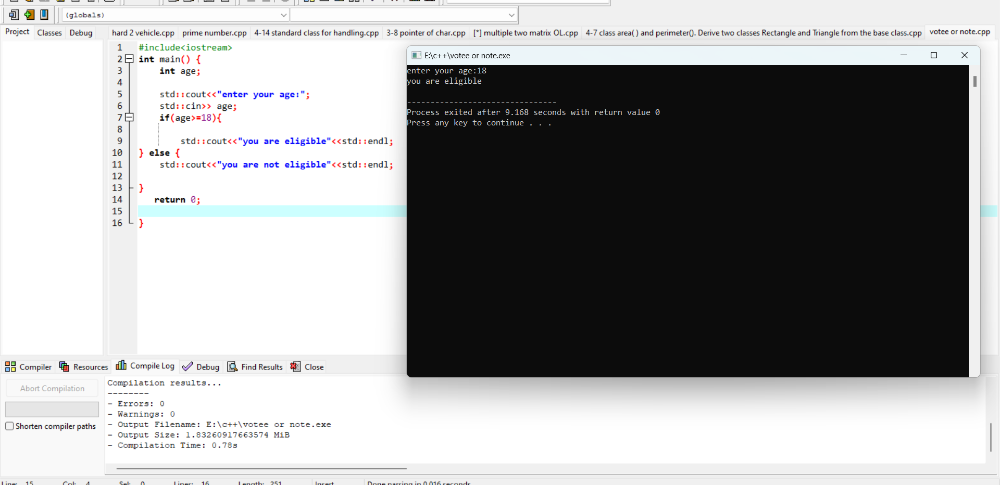 (globals)
Project Classes Debug
hard 2 vehicle.cpp prime number.cpp 4-14 standard class for handling.cpp 3-8 pointer of char.cpp [*] multiple two matrix OL.cpp 4-7 class area( ) and perimeter(). Derive two classes Rectangle and Triangle from the base class.cpp votee or note.cpp
1 #include<iostream>
2 int main() {
3 int age;
4
5 std::cout<<"enter your age:";
6 std::cin>> age;
7 if(age>=18){
8
9 std::cout<<"you are eligible"<<std::endl;
10 } else {
11 std::cout<<"you are not eligible"<<std::endl;
12
13 }
14 return 0;
15
16 }
E:\c++\votee or note.exe
enter your age:18
you are eligible
--------------------------------
Process exited after 9.168 seconds with return value 0
Press any key to continue . . .
Compiler Resources Compile Log Debug Find Results Close
Abort Compilation
Shorten compiler paths
Compilation results...
--------
- Errors: 0
- Warnings: 0
- Output Filename: E:\c++\votee or note.exe
- Output Size: 1.83260917663574 MiB
- Compilation Time: 0.78s
Line: 15 Col: 4 Sel: 0 Lines: 16 Length: 251 Insert Done parsing in 0.016 seconds